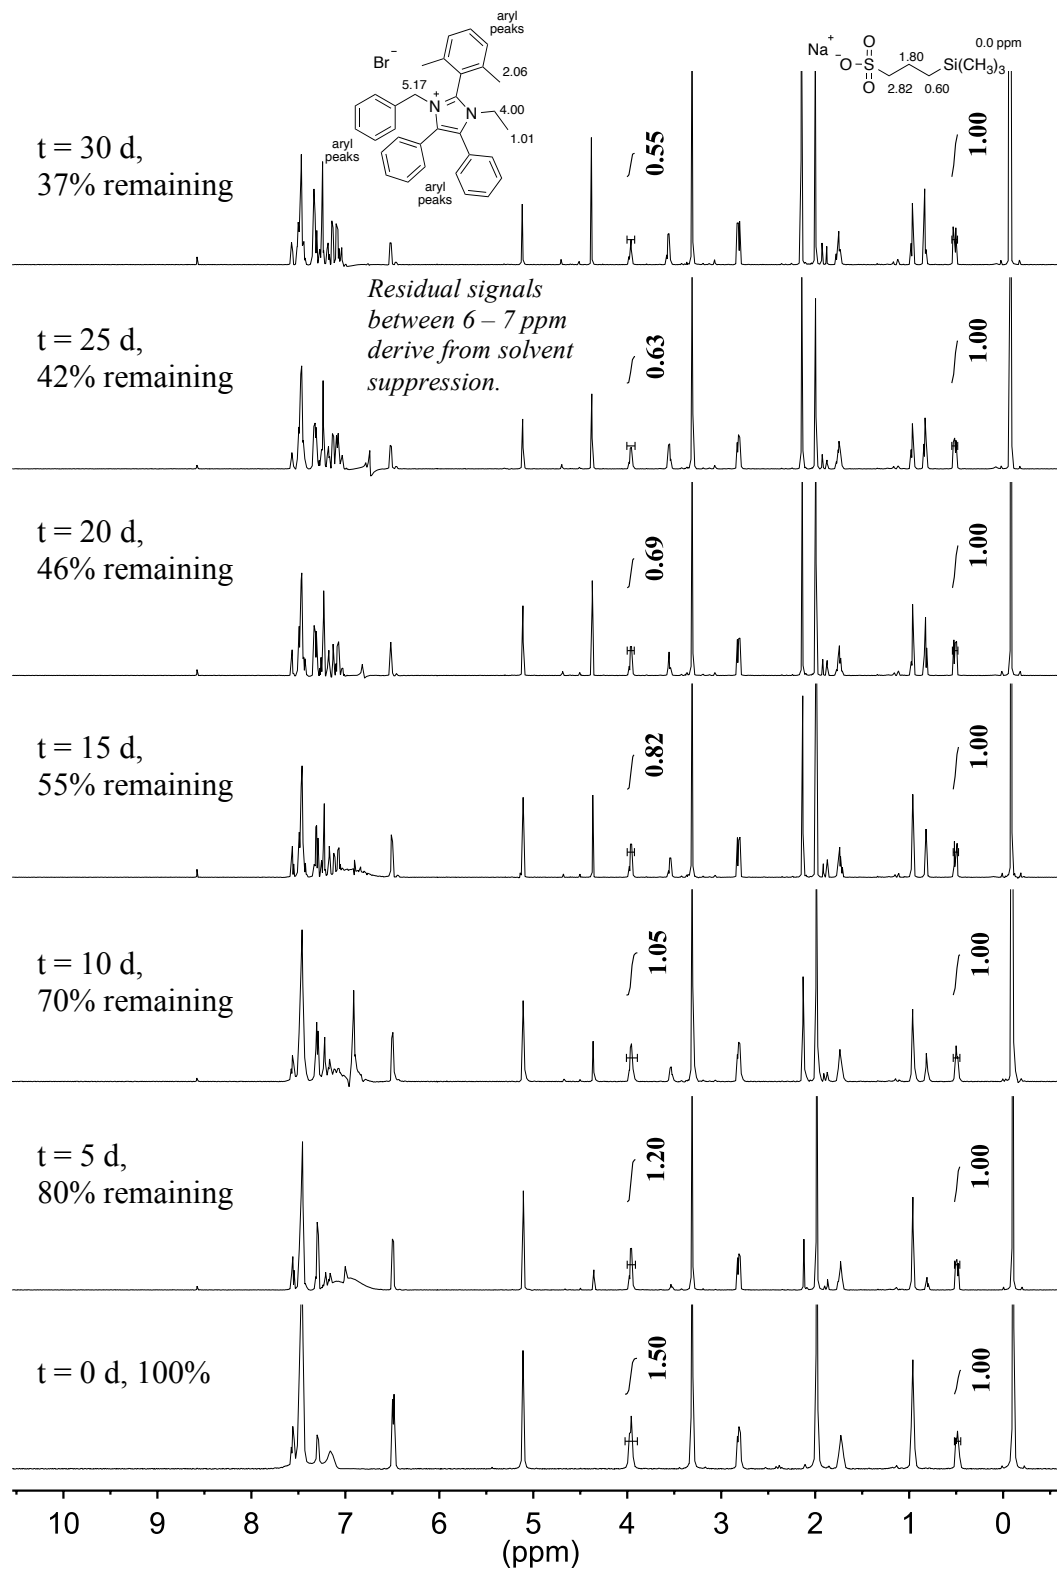 aryl
peaks
Br⁻
2.06
5.17
N⁺
N
4.00
1.01
aryl
peaks
aryl
peaks
Na⁺
⁻O
O
S
O
1.80
2.82
0.60
0.0 ppm
Si(CH₃)₃
t = 30 d,
37% remaining
0.55
1.00
Residual signals
between 6 – 7 ppm
derive from solvent
suppression.
t = 25 d,
42% remaining
0.63
1.00
t = 20 d,
46% remaining
0.69
1.00
t = 15 d,
55% remaining
0.82
1.00
t = 10 d,
70% remaining
1.05
1.00
t = 5 d,
80% remaining
1.20
1.00
t = 0 d, 100%
1.50
1.00
10 9 8 7 6 5 4 3 2 1 0
(ppm)